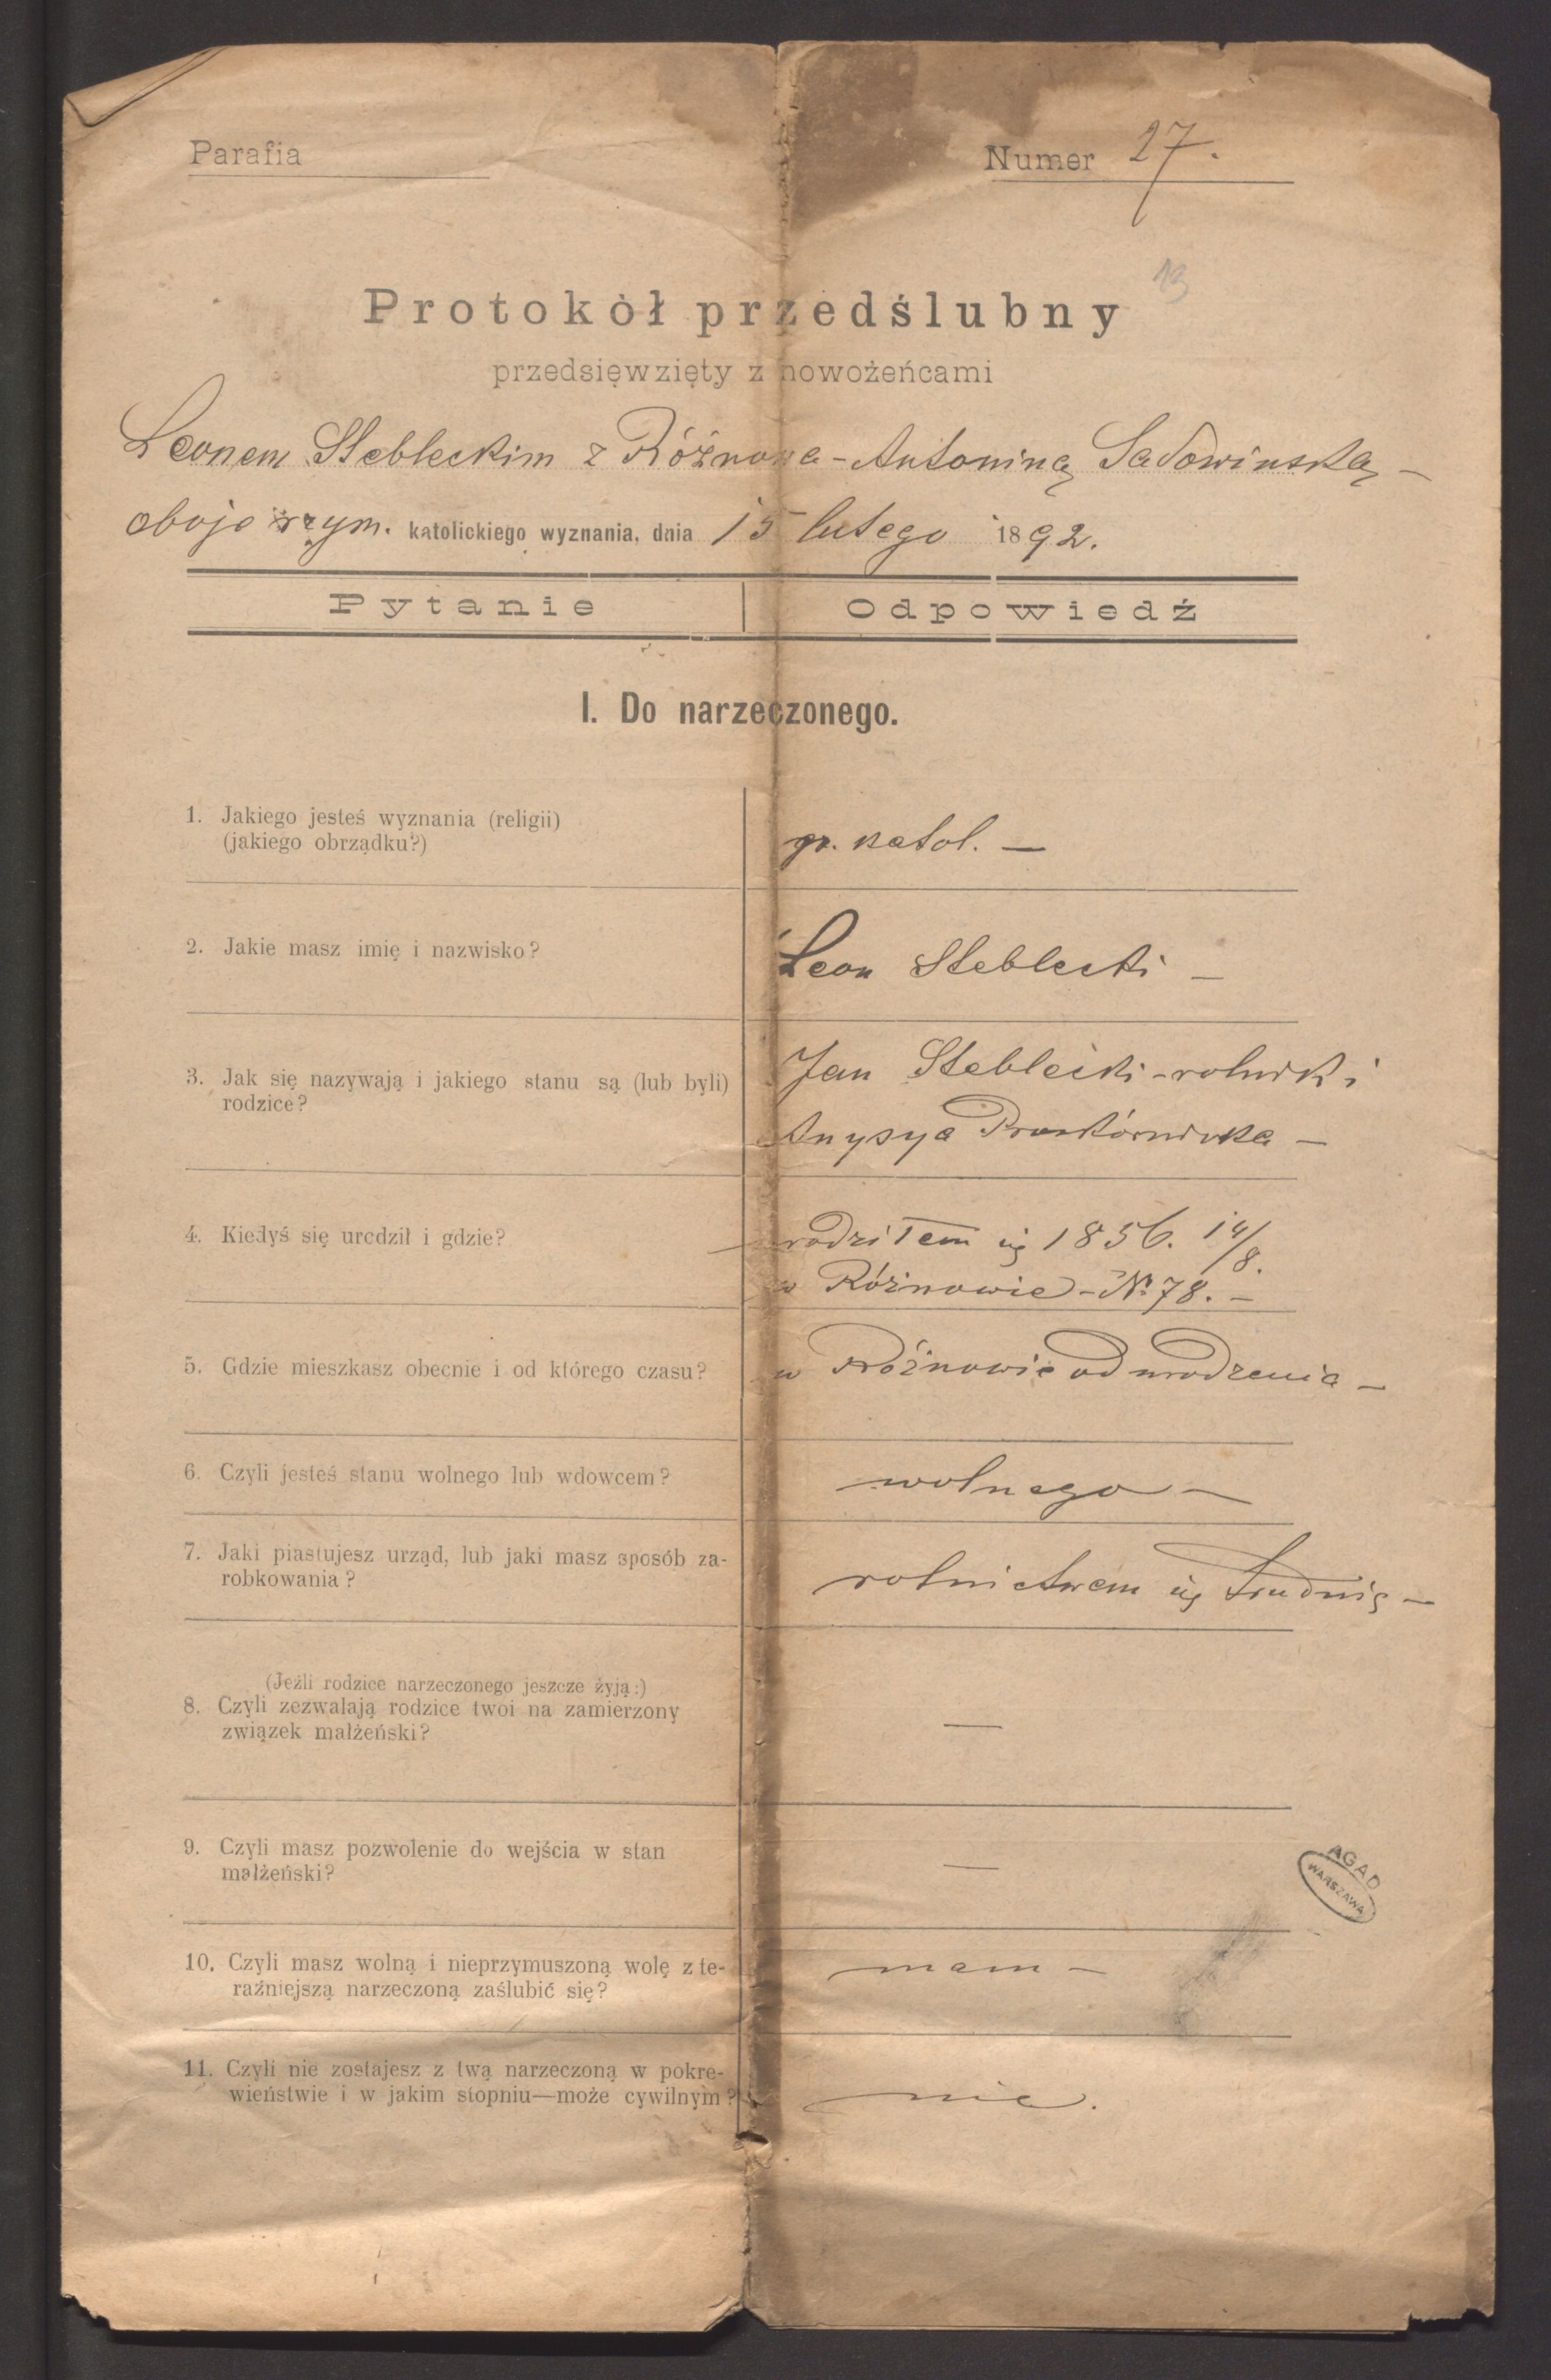 Parafia
Numer 27.
13
Protokół przedślubny
przedsięwzięty z nowożeńcami
Leonem Stebleckim z Różnowa - Antoniną Sadowinską -
oboje rzym. katolickiego wyznania, dnia 15 lutego 1892.
Pytanie Odpowiedź
I. Do narzeczonego.
1. Jakiego jesteś wyznania (religii)
(jakiego obrządku?)
gr. katol. —
2. Jakie masz imię i nazwisko?
Leon Steblecki —
3. Jak się nazywają i jakiego stanu są (lub byli)
rodzice?
Jan Steblecki - rolnik i
Anysya —
4. Kiedyś się urodził i gdzie?
urodziłem się 1856. 14/8.
w Różnowie - № 78. —
5. Gdzie mieszkasz obecnie i od którego czasu?
w Różnowie od urodzenia —
6. Czyli jesteś stanu wolnego lub wdowcem?
wolnego —
7. Jaki piastujesz urząd, lub jaki masz sposób za-
robkowania?
rolnictwem się trudnię —
(Jeźli rodzice narzeczonego jeszcze żyją:)
8. Czyli zezwalają rodzice twoi na zamierzony
związek małżeński?
—
9. Czyli masz pozwolenie do wejścia w stan
małżeński?
—
AGAD
WARSZAWA
10. Czyli masz wolną i nieprzymuszoną wolę z te-
raźniejszą narzeczoną zaślubić się?
mam —
11. Czyli nie zostajesz z twą narzeczoną w pokre-
wieństwie i w jakim stopniu—może cywilnym?
nie.